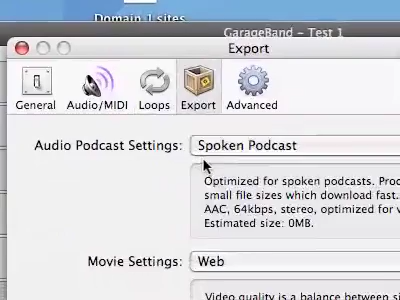 Domain 1 sites
GarageBand – Test 1
Export
General Audio/MIDI Loops Export Advanced
Audio Podcast Settings: Spoken Podcast
Optimized for spoken podcasts.
small file sizes which download fast.
AAC, 64kbps, stereo, optimized for
Estimated size: 0MB.
Movie Settings: Web
Video quality is a balance between